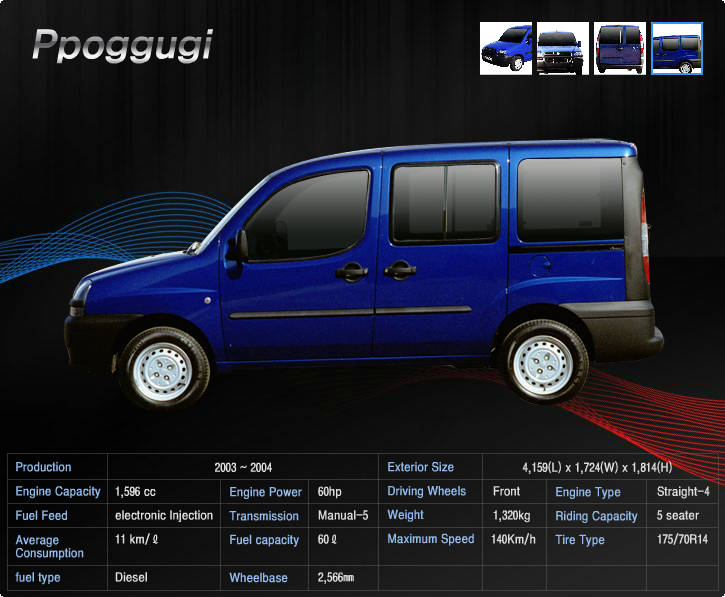 Ppoggugi
Production 2003 ~ 2004 Exterior Size 4,159(L) x 1,724(W) x 1,814(H)
Engine Capacity 1,596 cc Engine Power 60hp Driving Wheels Front Engine Type Straight-4
Fuel Feed electronic Injection Transmission Manual-5 Weight 1,320kg Riding Capacity 5 seater
Average
Consumption 11 km/ℓ Fuel capacity 60ℓ Maximum Speed 140Km/h Tire Type 175/70R14
fuel type Diesel Wheelbase 2,566㎜